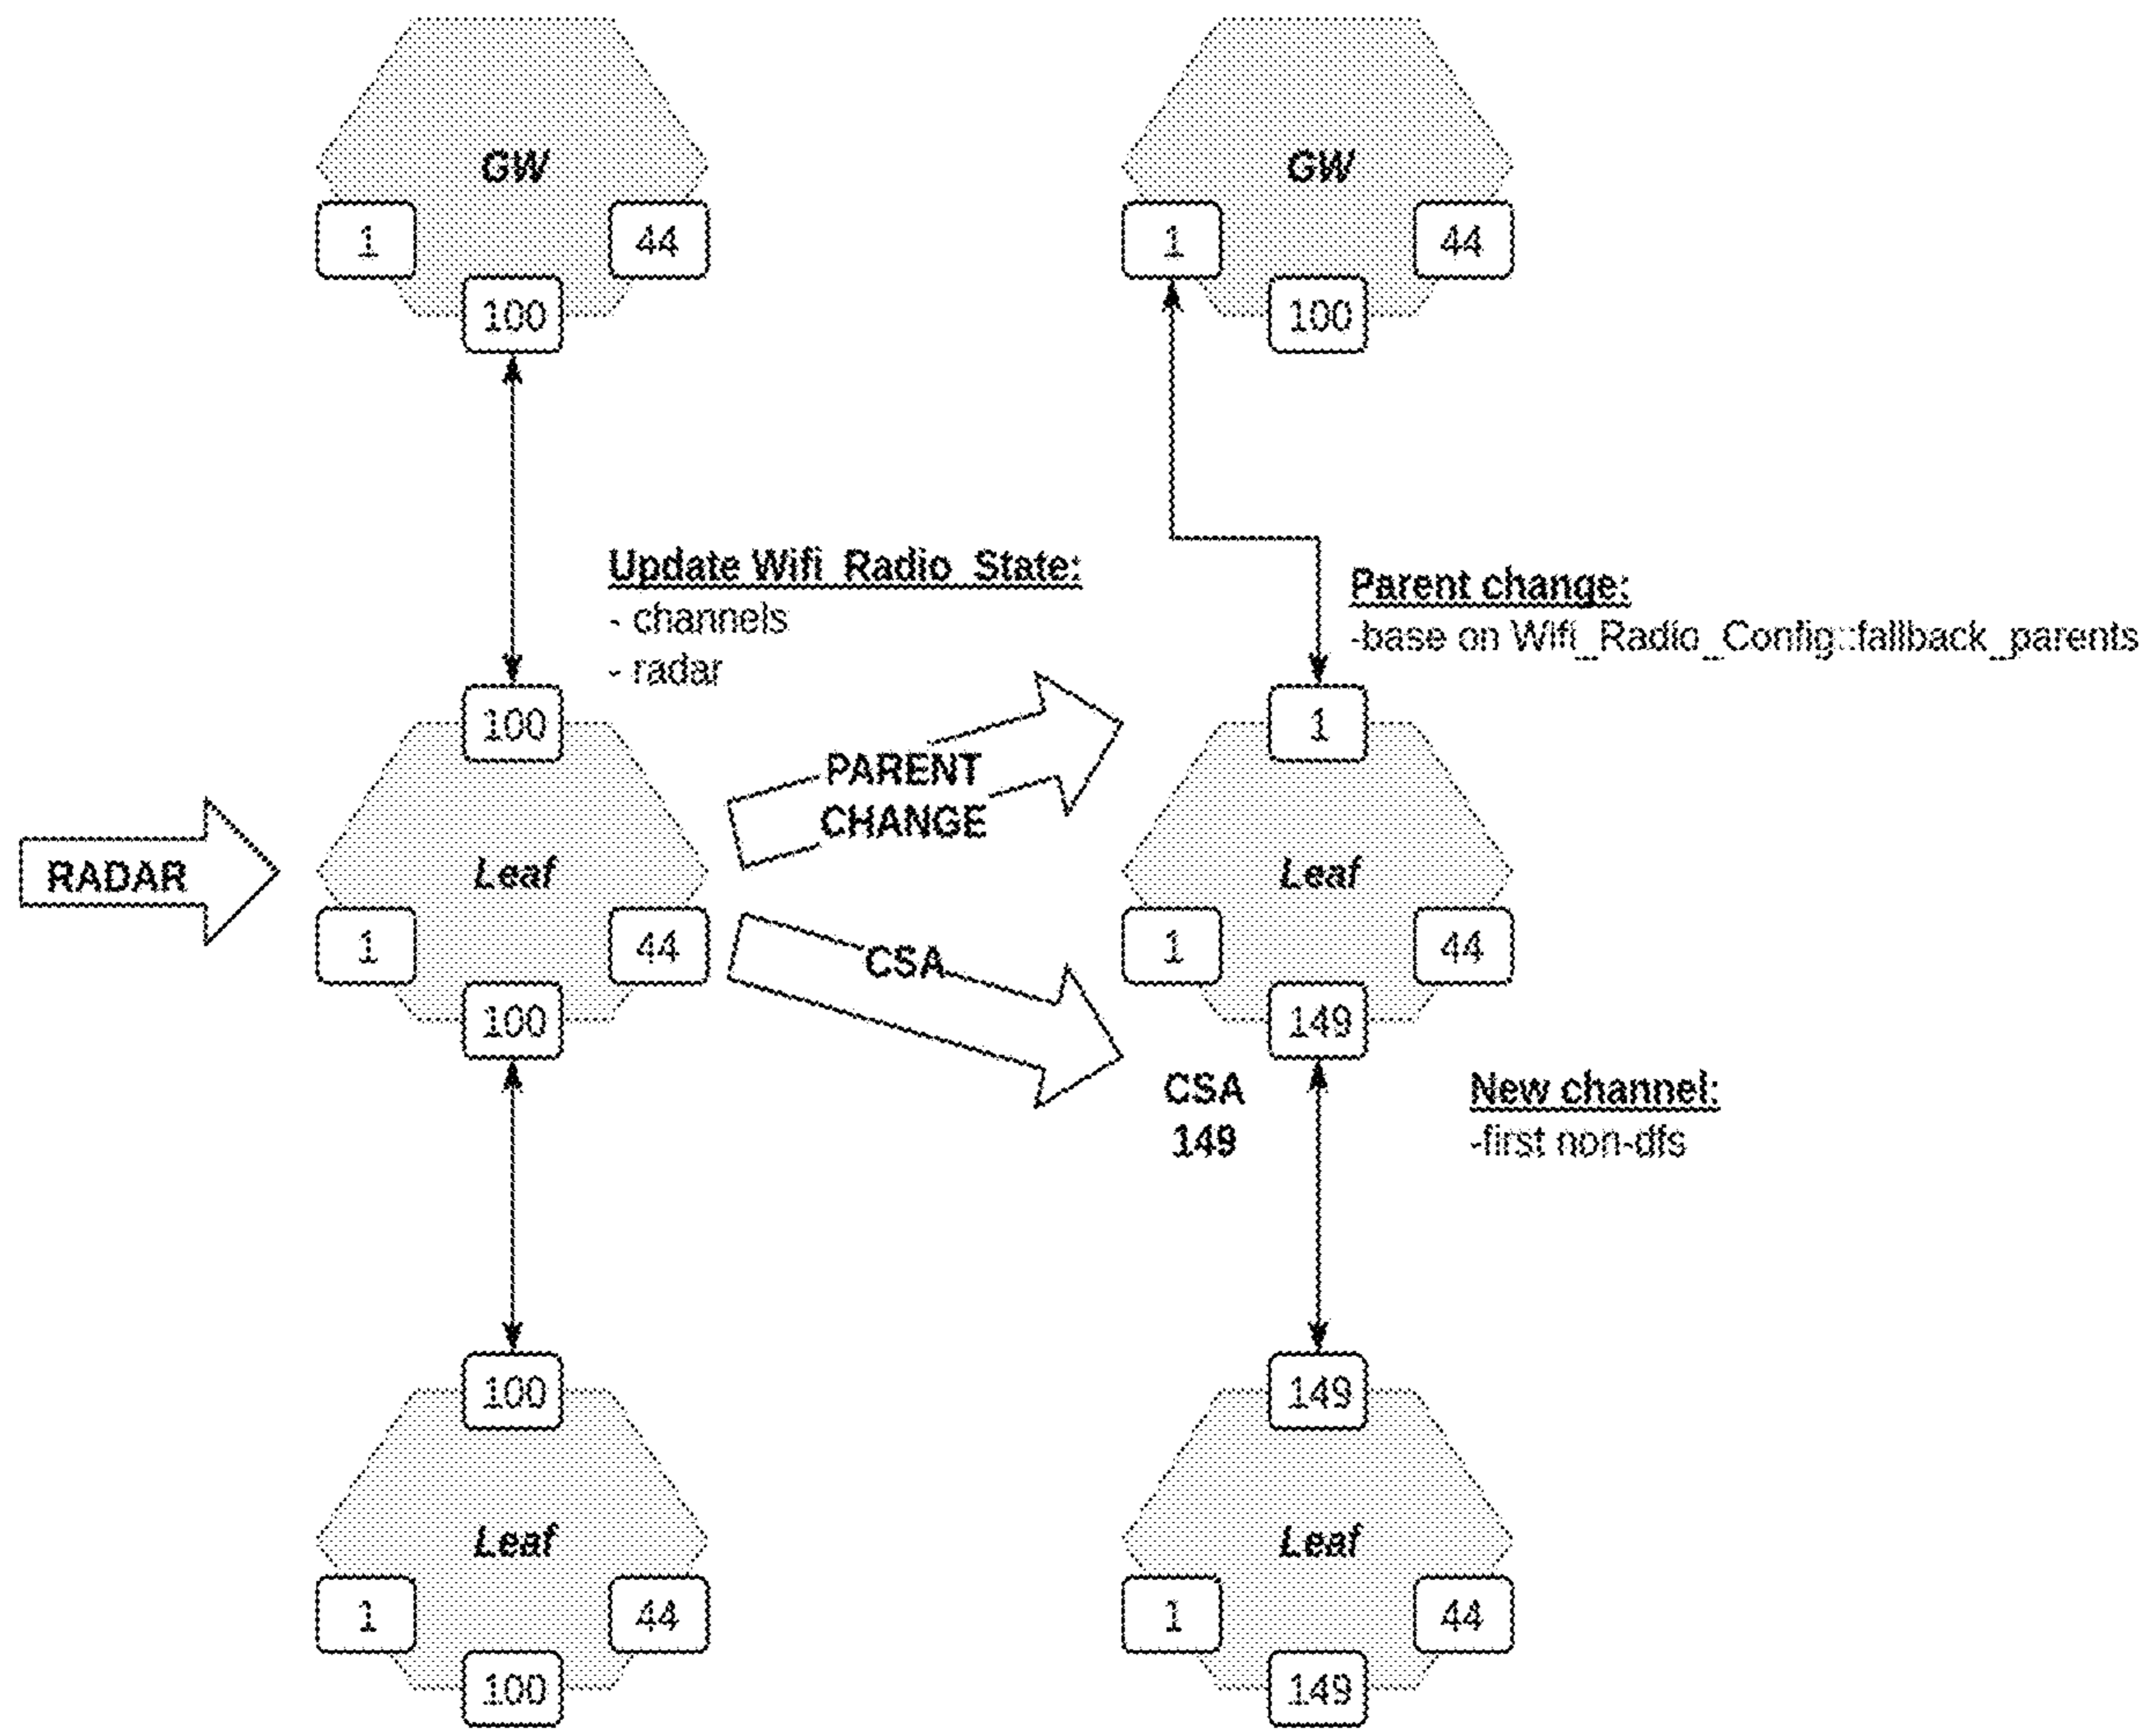 GW
1
44
100
GW
1
44
100
Update Wifi_Radio_State:
- channels
- radar
Parent change:
-base on Wifi_Radio_Config::fallback_parents
100
1
PARENT
CHANGE
RADAR
Leaf
1
44
100
CSA
Leaf
1
44
149
CSA
149
New channel:
-first non-dfs
100
Leaf
1
44
100
149
Leaf
1
44
149